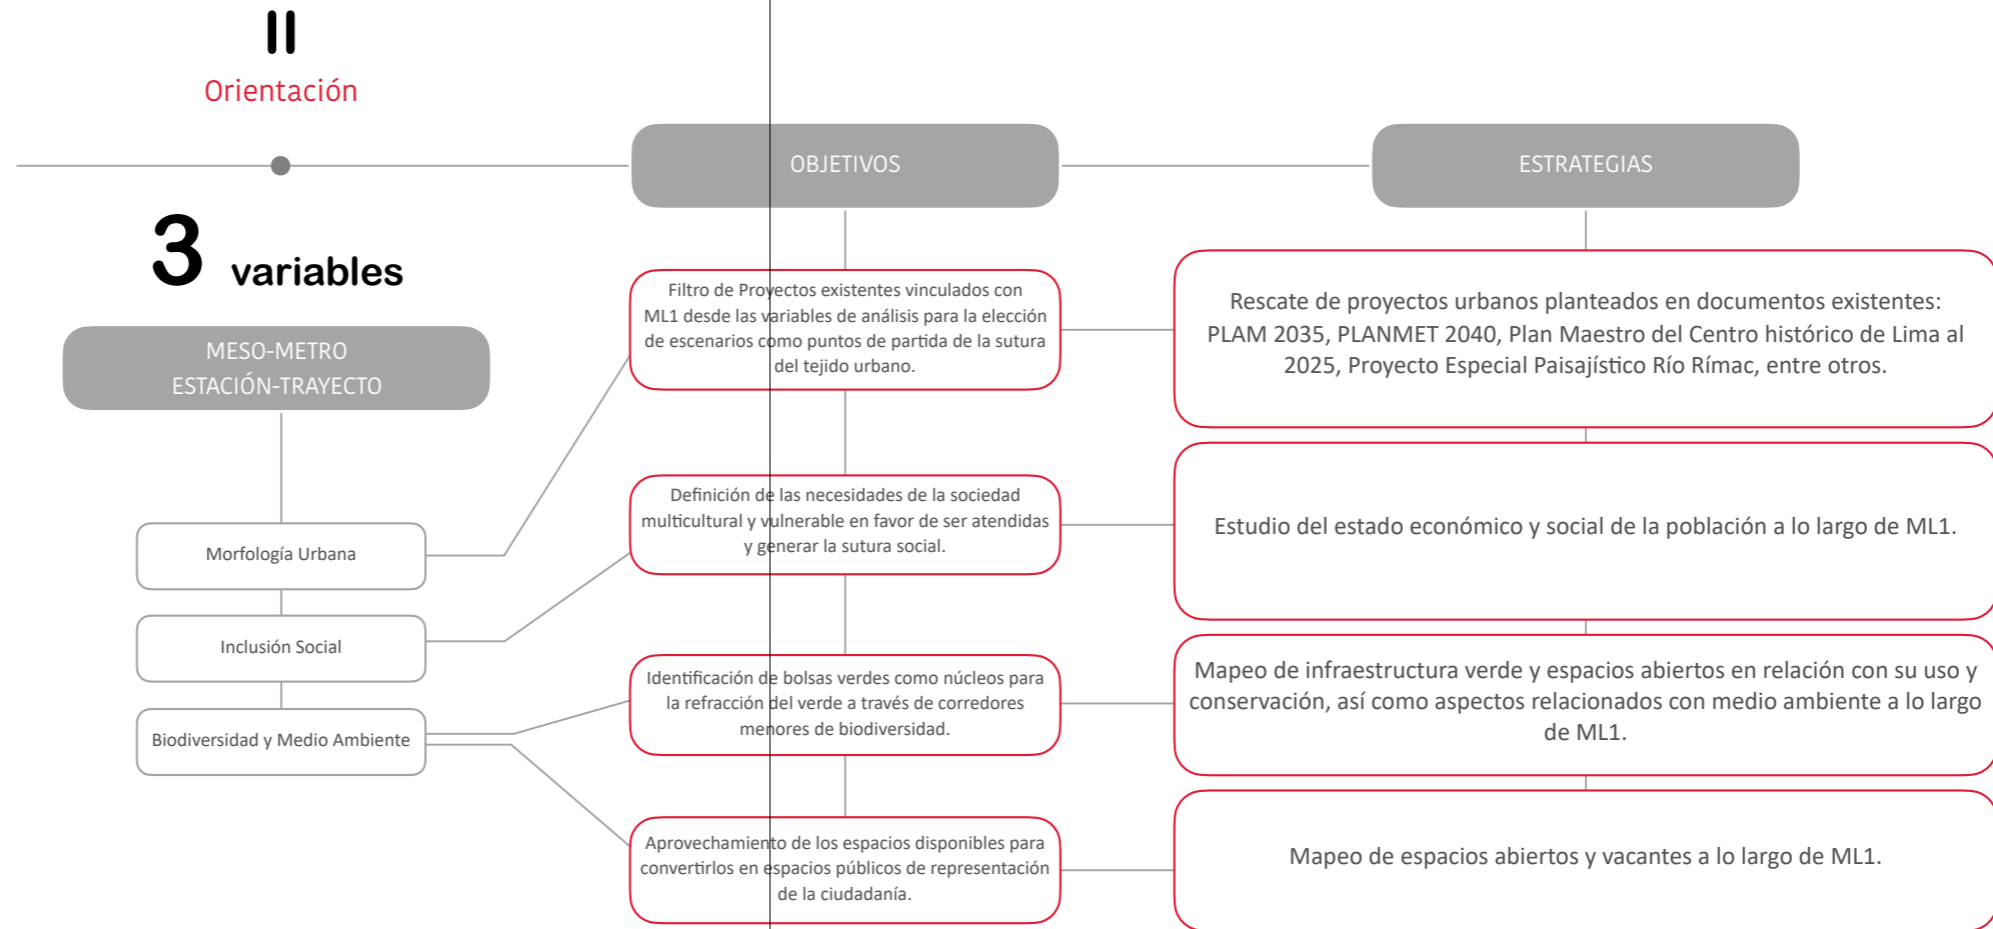 II
Orientación
3 variables
MESO-METRO
ESTACIÓN-TRAYECTO
Morfología Urbana
Inclusión Social
Biodiversidad y Medio Ambiente
OBJETIVOS
Filtro de Proyectos existentes vinculados con
ML1 desde las variables de análisis para la elección
de escenarios como puntos de partida de la sutura
del tejido urbano.
Definición de las necesidades de la sociedad
multicultural y vulnerable en favor de ser atendidas
y generar la sutura social.
Identificación de bolsas verdes como núcleos para
la refracción del verde a través de corredores
menores de biodiversidad.
Aprovechamiento de los espacios disponibles para
convertirlos en espacios públicos de representación
de la ciudadanía.
ESTRATEGIAS
Rescate de proyectos urbanos planteados en documentos existentes:
PLAM 2035, PLANMET 2040, Plan Maestro del Centro histórico de Lima al
2025, Proyecto Especial Paisajístico Río Rímac, entre otros.
Estudio del estado económico y social de la población a lo largo de ML1.
Mapeo de infraestructura verde y espacios abiertos en relación con su uso y
conservación, así como aspectos relacionados con medio ambiente a lo largo
de ML1.
Mapeo de espacios abiertos y vacantes a lo largo de ML1.